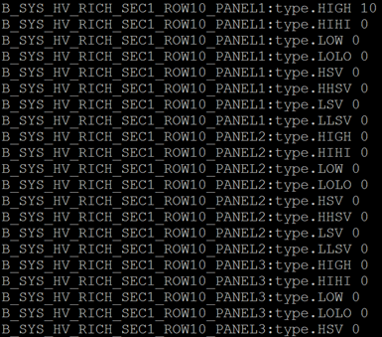 B_SYS_HV_RICH_SEC1_ROW10_PANEL1:type.HIGH 10
B_SYS_HV_RICH_SEC1_ROW10_PANEL1:type.HIHI 0
B_SYS_HV_RICH_SEC1_ROW10_PANEL1:type.LOW 0
B_SYS_HV_RICH_SEC1_ROW10_PANEL1:type.LOLO 0
B_SYS_HV_RICH_SEC1_ROW10_PANEL1:type.HSV 0
B_SYS_HV_RICH_SEC1_ROW10_PANEL1:type.HHSV 0
B_SYS_HV_RICH_SEC1_ROW10_PANEL1:type.LSV 0
B_SYS_HV_RICH_SEC1_ROW10_PANEL1:type.LLSV 0
B_SYS_HV_RICH_SEC1_ROW10_PANEL2:type.HIGH 0
B_SYS_HV_RICH_SEC1_ROW10_PANEL2:type.HIHI 0
B_SYS_HV_RICH_SEC1_ROW10_PANEL2:type.LOW 0
B_SYS_HV_RICH_SEC1_ROW10_PANEL2:type.LOLO 0
B_SYS_HV_RICH_SEC1_ROW10_PANEL2:type.HSV 0
B_SYS_HV_RICH_SEC1_ROW10_PANEL2:type.HHSV 0
B_SYS_HV_RICH_SEC1_ROW10_PANEL2:type.LSV 0
B_SYS_HV_RICH_SEC1_ROW10_PANEL2:type.LLSV 0
B_SYS_HV_RICH_SEC1_ROW10_PANEL3:type.HIGH 0
B_SYS_HV_RICH_SEC1_ROW10_PANEL3:type.HIHI 0
B_SYS_HV_RICH_SEC1_ROW10_PANEL3:type.LOW 0
B_SYS_HV_RICH_SEC1_ROW10_PANEL3:type.LOLO 0
B_SYS_HV_RICH_SEC1_ROW10_PANEL3:type.HSV 0